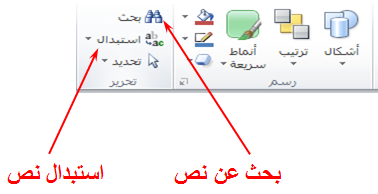 أشكال
ترتيب
أنماط سريعة
رسم
بحث
استبدال
تحديد
تحرير
بحث عن نص
استبدال نص